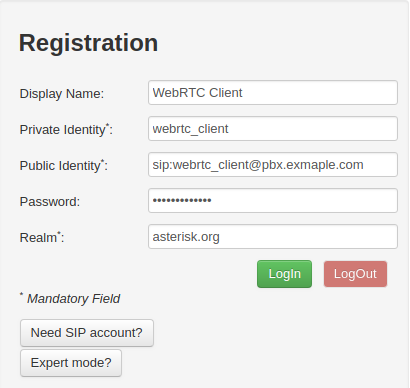 Registration
Display Name: WebRTC Client
Private Identity*: webrtc_client
Public Identity*: sip:webrtc_client@pbx.exmaple.com
Password: •••••••••••••
Realm*: asterisk.org
LogIn LogOut
* Mandatory Field
Need SIP account?
Expert mode?